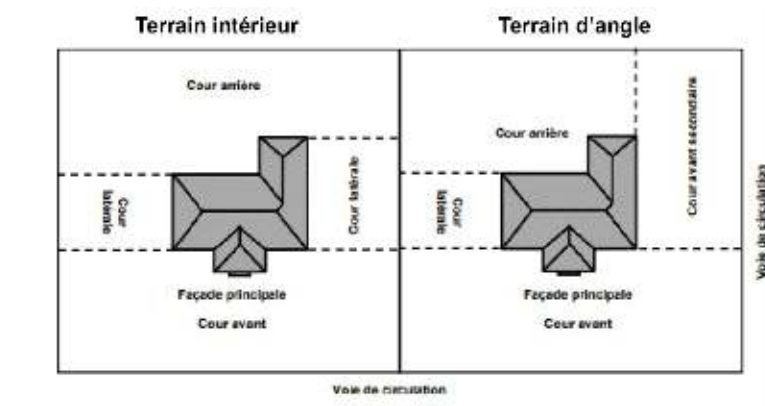 Terrain intérieur
Terrain d'angle
Cour arrière
Cour latérale
Cour latérale
Façade principale
Cour avant
Cour arrière
Cour latérale
Cour avant secondaire
Façade principale
Cour avant
Voie de circulation
Voie de circulation